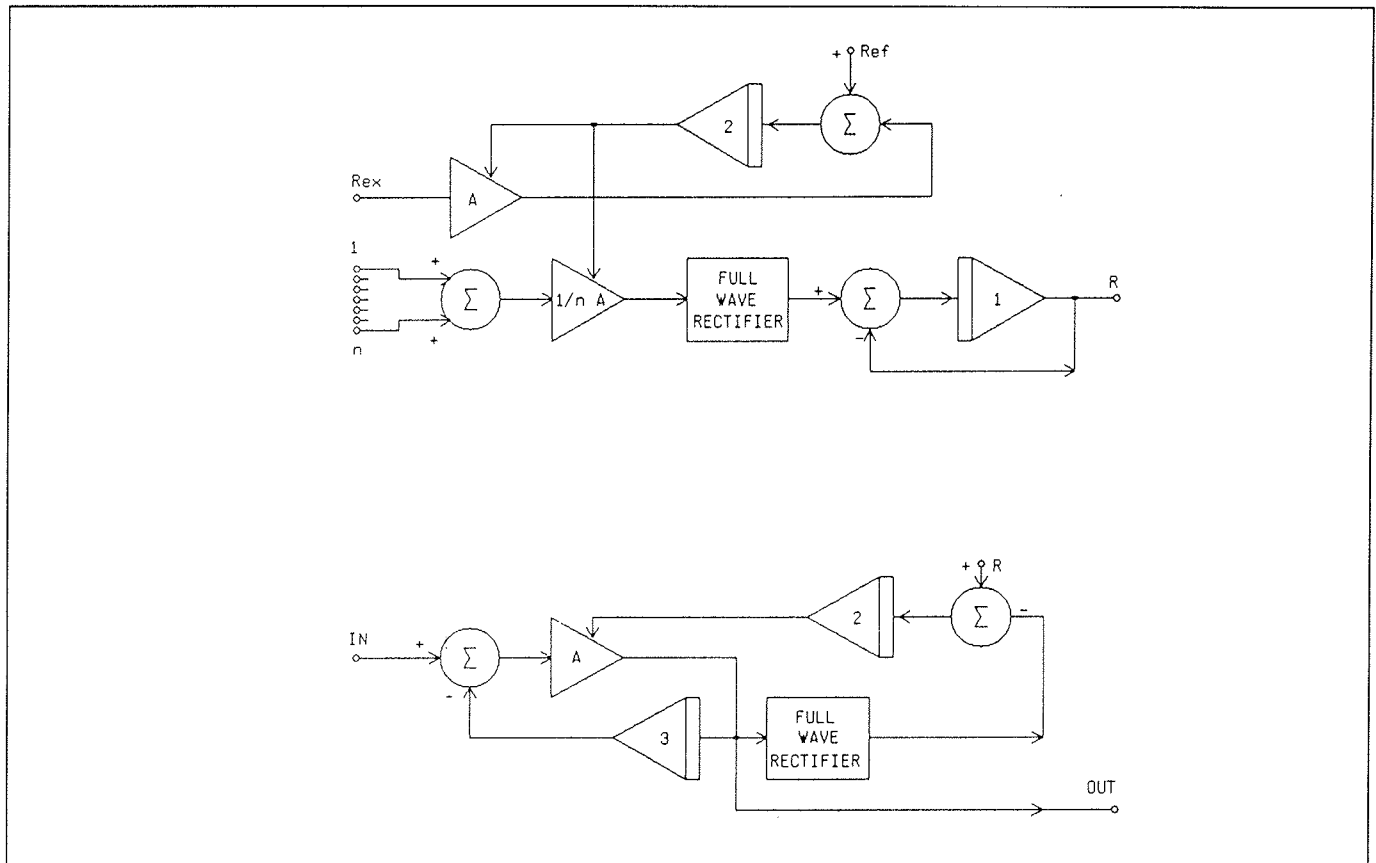 + Ref
2
Σ
Rex
A
1
+
Σ
+
n
1/n A
FULL
WAVE
RECTIFIER
+
Σ
-
1
R
+ R
2
Σ
-
IN
+
Σ
-
A
3
FULL
WAVE
RECTIFIER
OUT